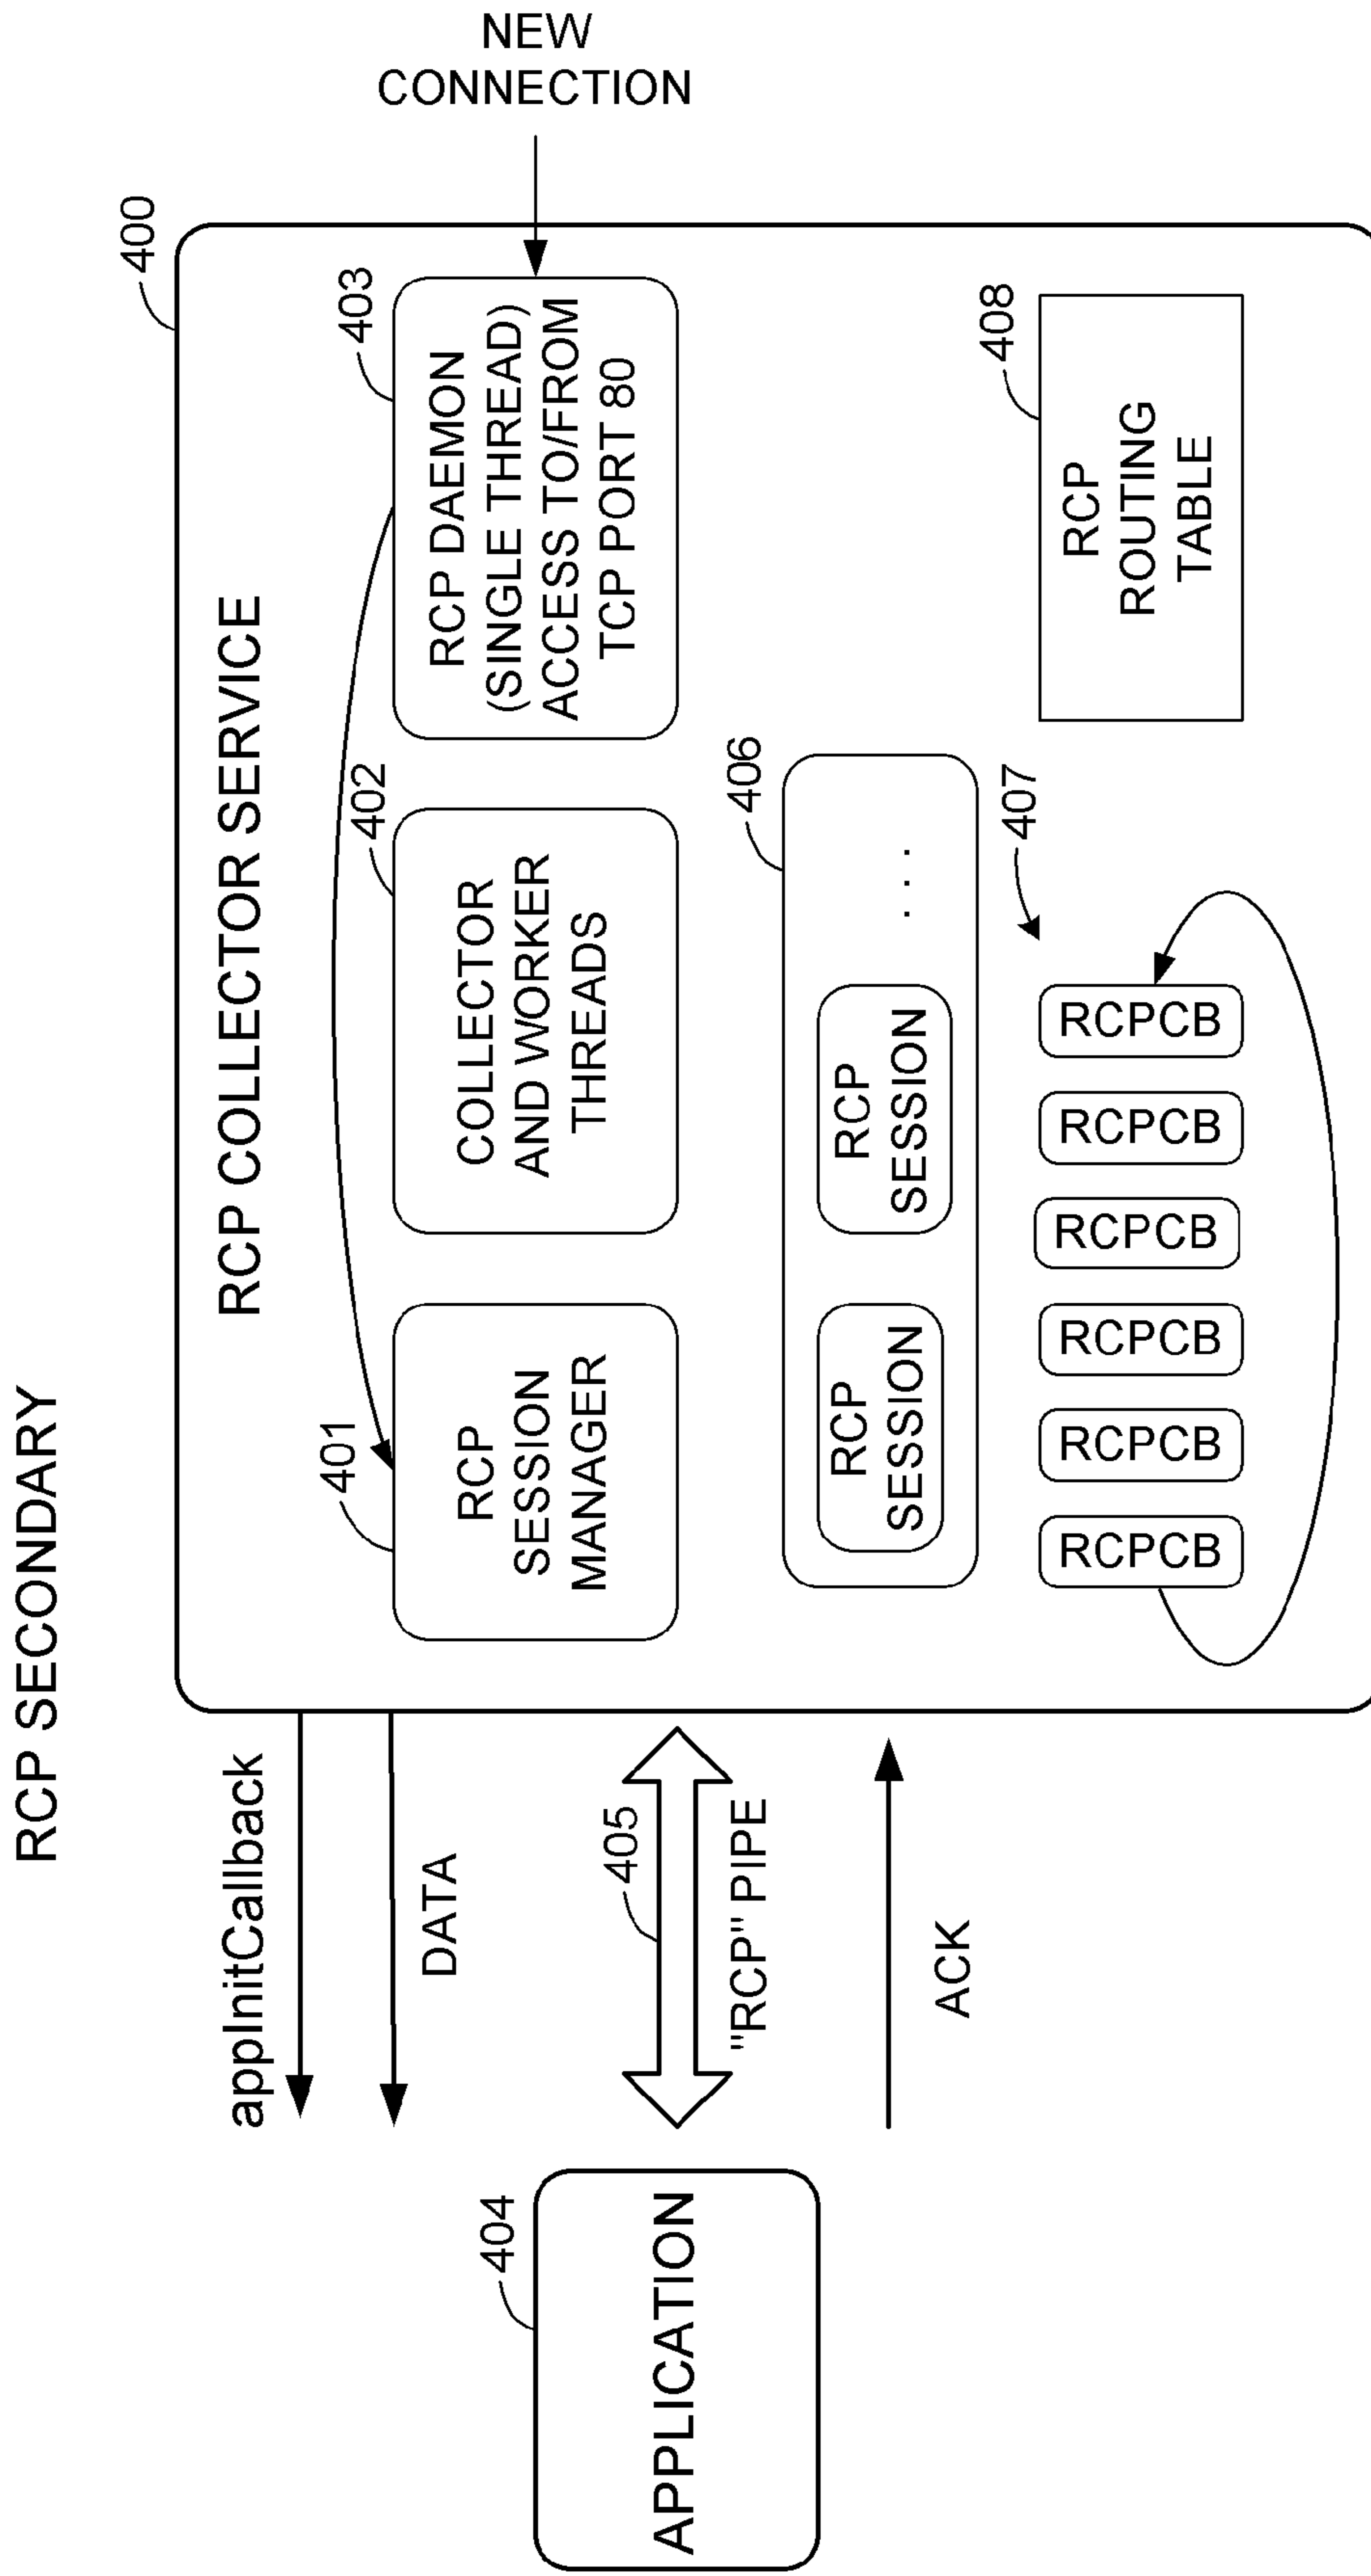 RCP SECONDARY
400
RCP COLLECTOR SERVICE
NEW
CONNECTION
appInitCallback
DATA
404
APPLICATION
405
"RCP" PIPE
ACK
401
RCP
SESSION
MANAGER
402
COLLECTOR
AND WORKER
THREADS
403
RCP DAEMON
(SINGLE THREAD)
ACCESS TO/FROM
TCP PORT 80
406
RCP
SESSION
RCP
SESSION
. . .
407
RCPCB
RCPCB
RCPCB
RCPCB
RCPCB
RCPCB
408
RCP
ROUTING
TABLE